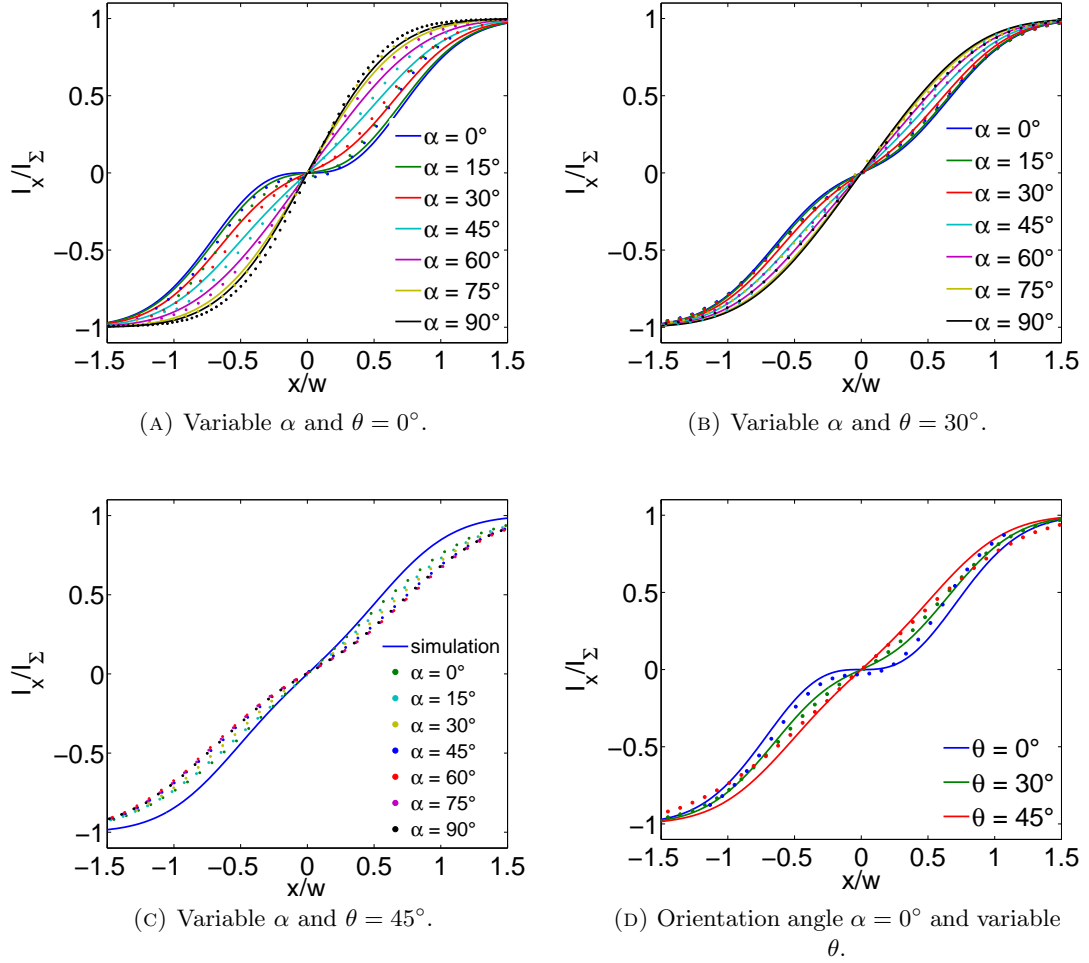 1
0.5
0
−0.5
−1
I_x/I_Σ
−1.5 −1 −0.5 0 0.5 1 1.5
x/w
α = 0°
α = 15°
α = 30°
α = 45°
α = 60°
α = 75°
α = 90°
(A) Variable α and θ = 0°.
1
0.5
0
−0.5
−1
I_x/I_Σ
−1.5 −1 −0.5 0 0.5 1 1.5
x/w
α = 0°
α = 15°
α = 30°
α = 45°
α = 60°
α = 75°
α = 90°
(B) Variable α and θ = 30°.
1
0.5
0
−0.5
−1
I_x/I_Σ
−1.5 −1 −0.5 0 0.5 1 1.5
x/w
simulation
α = 0°
α = 15°
α = 30°
α = 45°
α = 60°
α = 75°
α = 90°
(C) Variable α and θ = 45°.
1
0.5
0
−0.5
−1
I_x/I_Σ
−1.5 −1 −0.5 0 0.5 1 1.5
x/w
θ = 0°
θ = 30°
θ = 45°
(D) Orientation angle α = 0° and variable
θ.